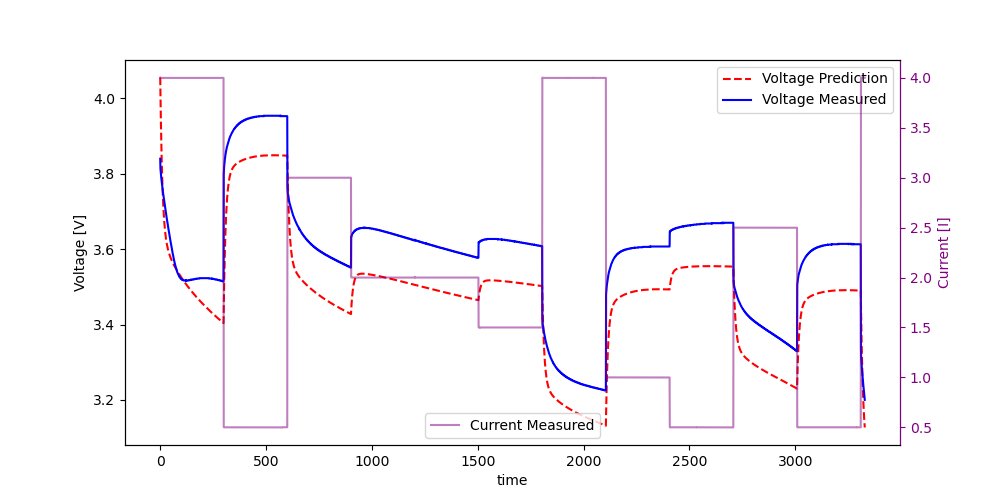 Voltage Prediction
Voltage Measured
Current Measured
Voltage [V]
4.0
3.8
3.6
3.4
3.2
Current [I]
4.0
3.5
3.0
2.5
2.0
1.5
1.0
0.5
0 500 1000 1500 2000 2500 3000
time